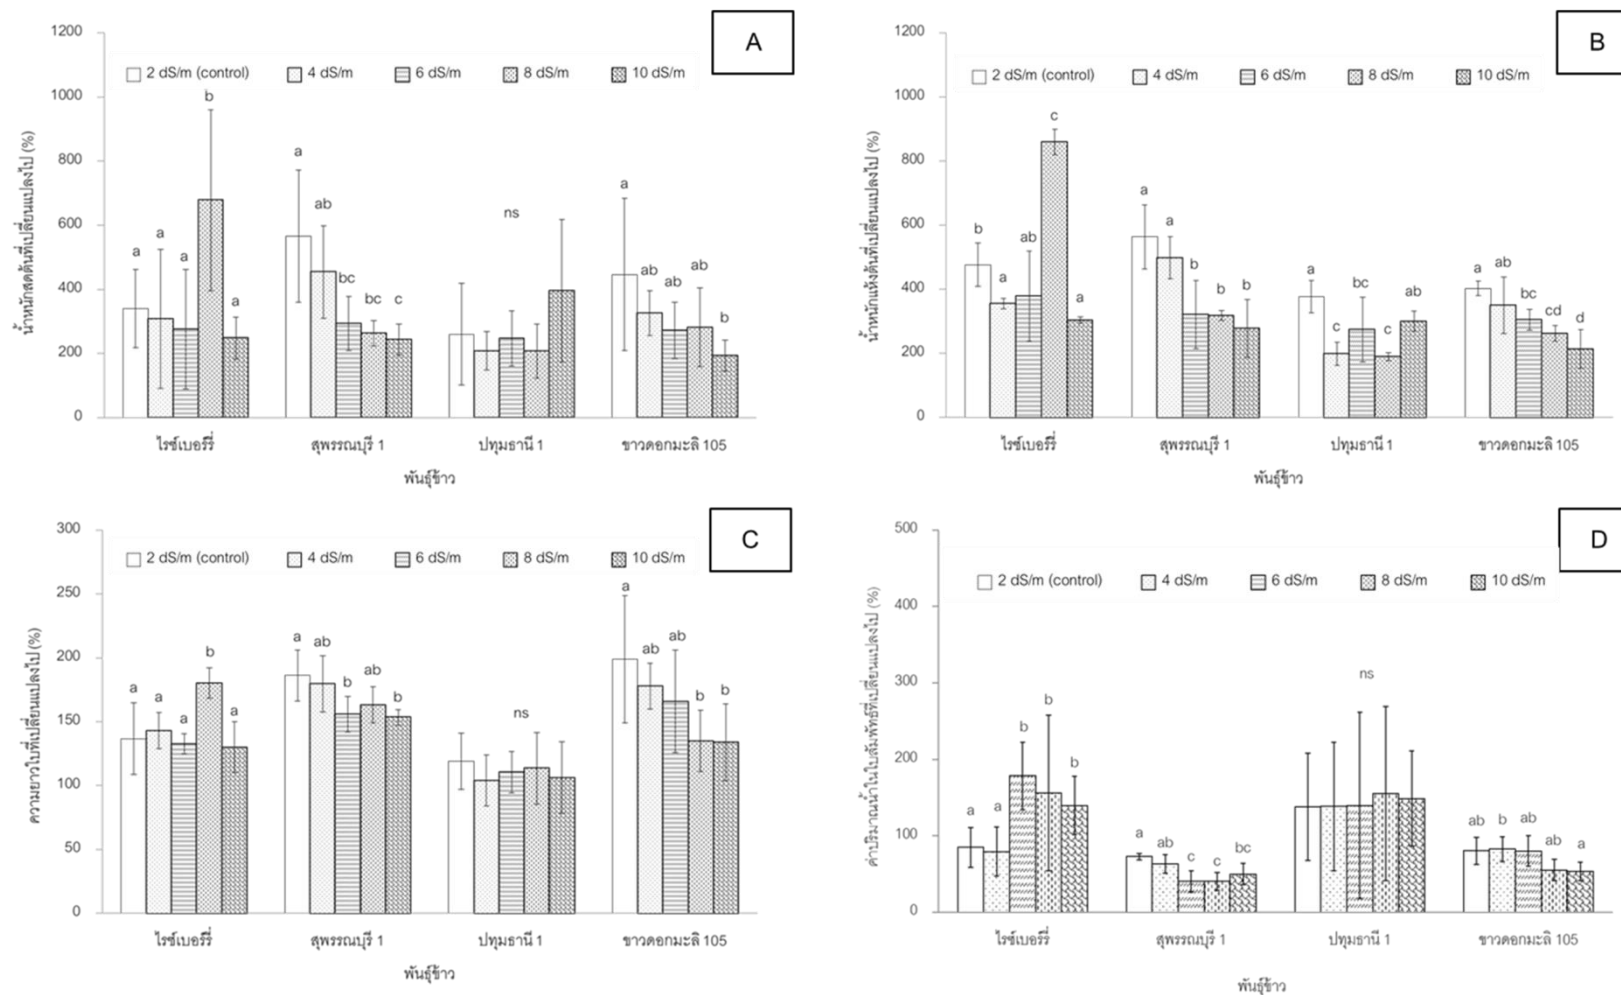 A
1200
2 dS/m (control) 4 dS/m 6 dS/m 8 dS/m 10 dS/m
1000
800
600
400
200
0
น้ำหนักสดต้นที่เปลี่ยนแปลงไป (%)
a a a b a
a ab bc bc c
ns
a ab ab ab b
ไรซ์เบอร์รี่ สุพรรณบุรี 1 ปทุมธานี 1 ขาวดอกมะลิ 105
พันธุ์ข้าว
B
1200
2 dS/m (control) 4 dS/m 6 dS/m 8 dS/m 10 dS/m
1000
800
600
400
200
0
น้ำหนักแห้งต้นที่เปลี่ยนแปลงไป (%)
b a ab c a
a a b b b
a c bc c ab
a ab bc cd d
ไรซ์เบอร์รี่ สุพรรณบุรี 1 ปทุมธานี 1 ขาวดอกมะลิ 105
พันธุ์ข้าว
C
300
2 dS/m (control) 4 dS/m 6 dS/m 8 dS/m 10 dS/m
250
200
150
100
50
0
ความยาวใบที่เปลี่ยนแปลงไป (%)
a a a b a
a ab b ab b
ns
a ab ab b b
ไรซ์เบอร์รี่ สุพรรณบุรี 1 ปทุมธานี 1 ขาวดอกมะลิ 105
พันธุ์ข้าว
D
500
2 dS/m (control) 4 dS/m 6 dS/m 8 dS/m 10 dS/m
400
300
200
100
0
ค่าปริมาณน้ำในใบสัมพัทธ์ที่เปลี่ยนแปลงไป (%)
a a b b b
a ab c c bc
ns
ab b ab ab a
ไรซ์เบอร์รี่ สุพรรณบุรี 1 ปทุมธานี 1 ขาวดอกมะลิ 105
พันธุ์ข้าว